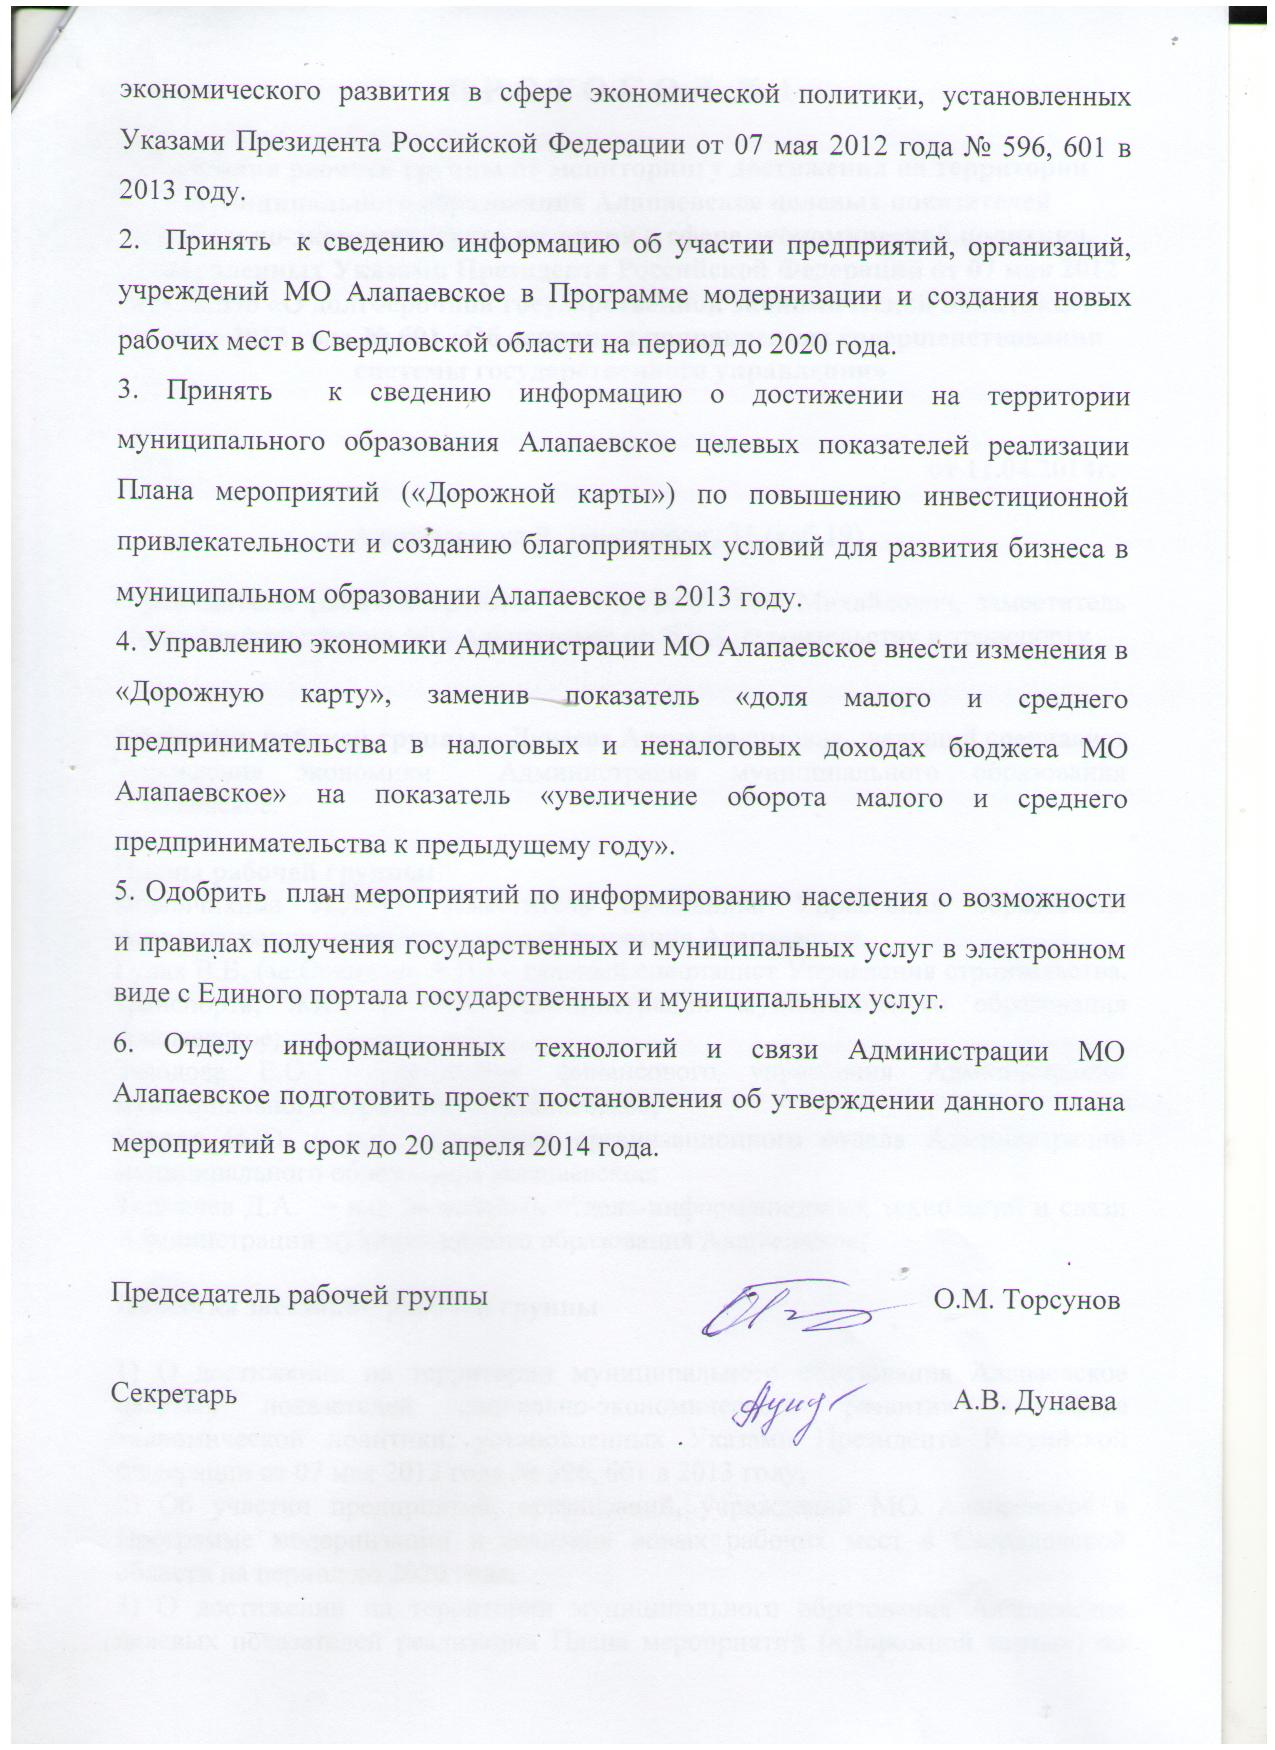 экономического развития в сфере экономической политики, установленных
Указами Президента Российской Федерации от 07 мая 2012 года № 596, 601 в
2013 году.
2. Принять к сведению информацию об участии предприятий, организаций,
учреждений МО Алапаевское в Программе модернизации и создания новых
рабочих мест в Свердловской области на период до 2020 года.
3. Принять к сведению информацию о достижении на территории
муниципального образования Алапаевское целевых показателей реализации
Плана мероприятий («Дорожной карты») по повышению инвестиционной
привлекательности и созданию благоприятных условий для развития бизнеса в
муниципальном образовании Алапаевское в 2013 году.
4. Управлению экономики Администрации МО Алапаевское внести изменения в
«Дорожную карту», заменив показатель «доля малого и среднего
предпринимательства в налоговых и неналоговых доходах бюджета МО
Алапаевское» на показатель «увеличение оборота малого и среднего
предпринимательства к предыдущему году».
5. Одобрить план мероприятий по информированию населения о возможности
и правилах получения государственных и муниципальных услуг в электронном
виде с Единого портала государственных и муниципальных услуг.
6. Отделу информационных технологий и связи Администрации МО
Алапаевское подготовить проект постановления об утверждении данного плана
мероприятий в срок до 20 апреля 2014 года.
Председатель рабочей группы О.М. Торсунов
Секретарь А.В. Дунаева